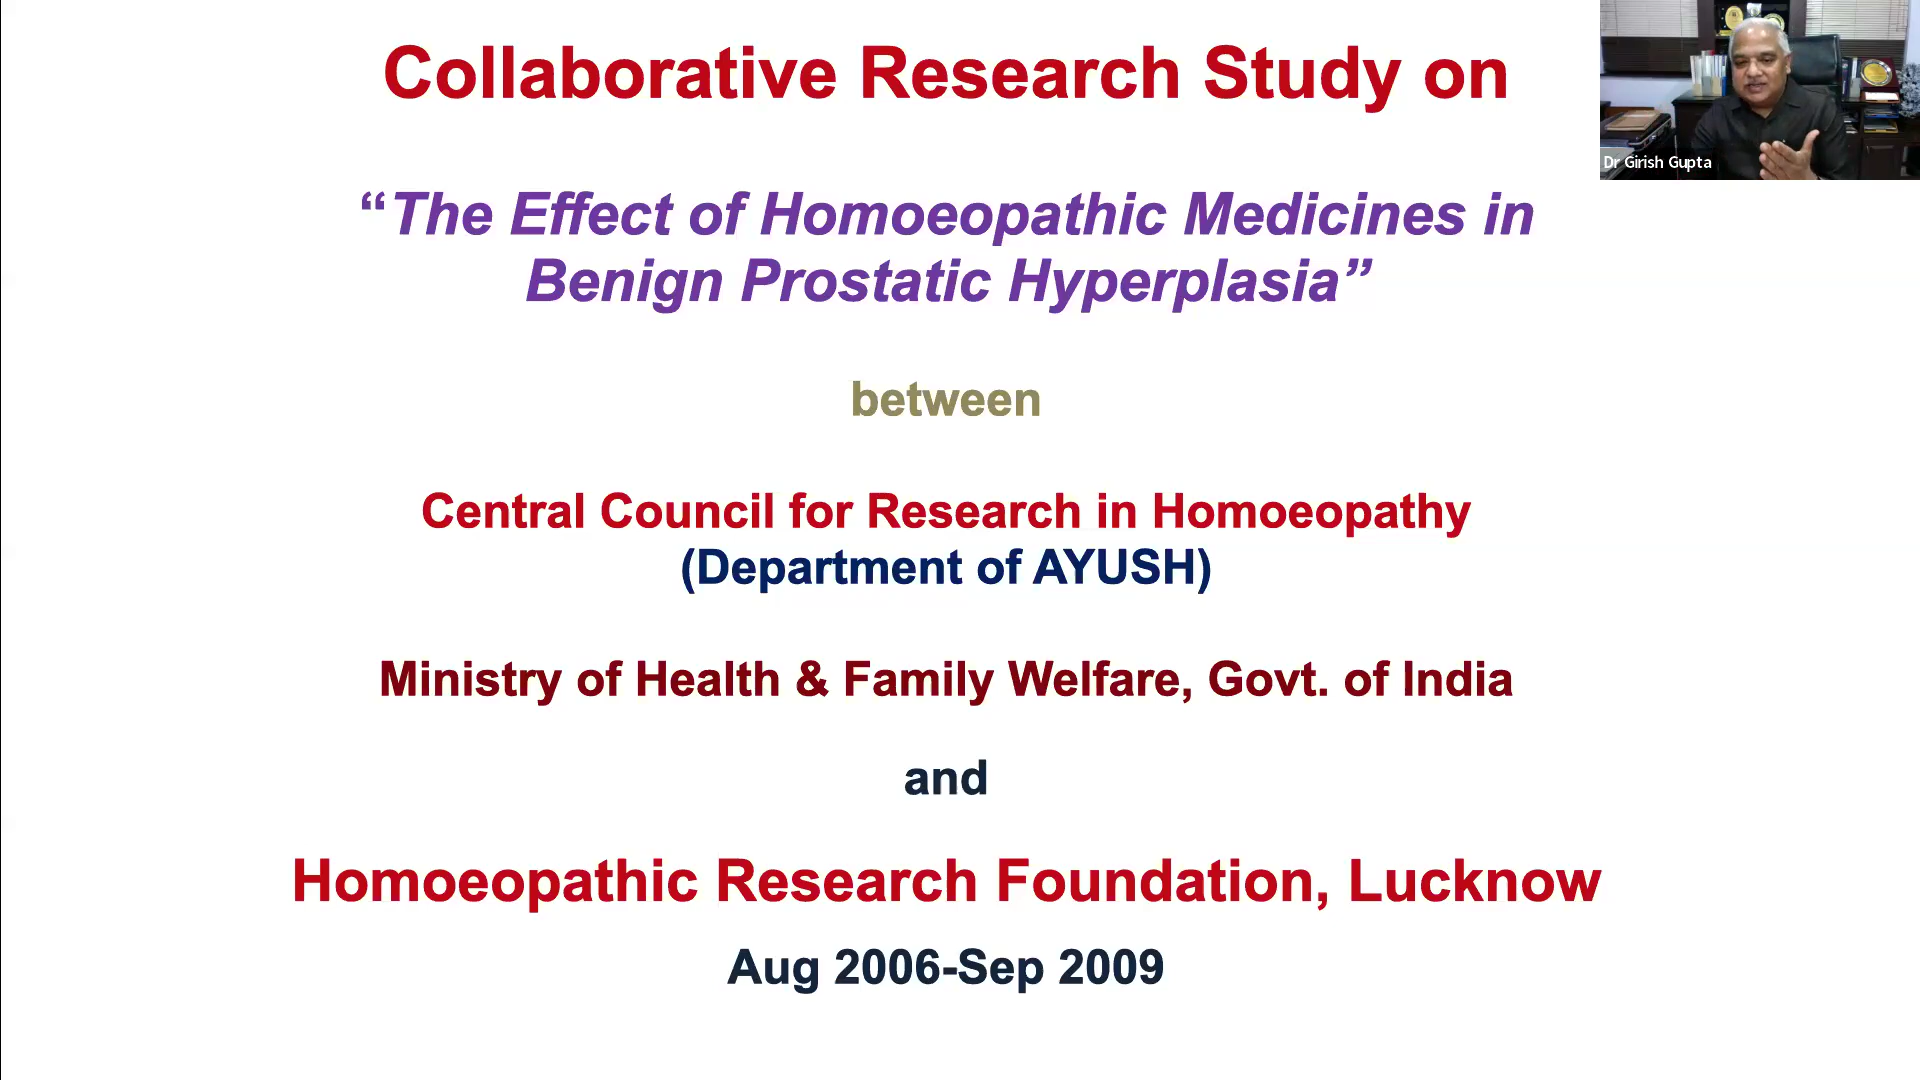 Collaborative Research Study on
“The Effect of Homoeopathic Medicines in
Benign Prostatic Hyperplasia”
between
Central Council for Research in Homoeopathy
(Department of AYUSH)
Ministry of Health & Family Welfare, Govt. of India
and
Homoeopathic Research Foundation, Lucknow
Aug 2006-Sep 2009
Dr Girish Gupta